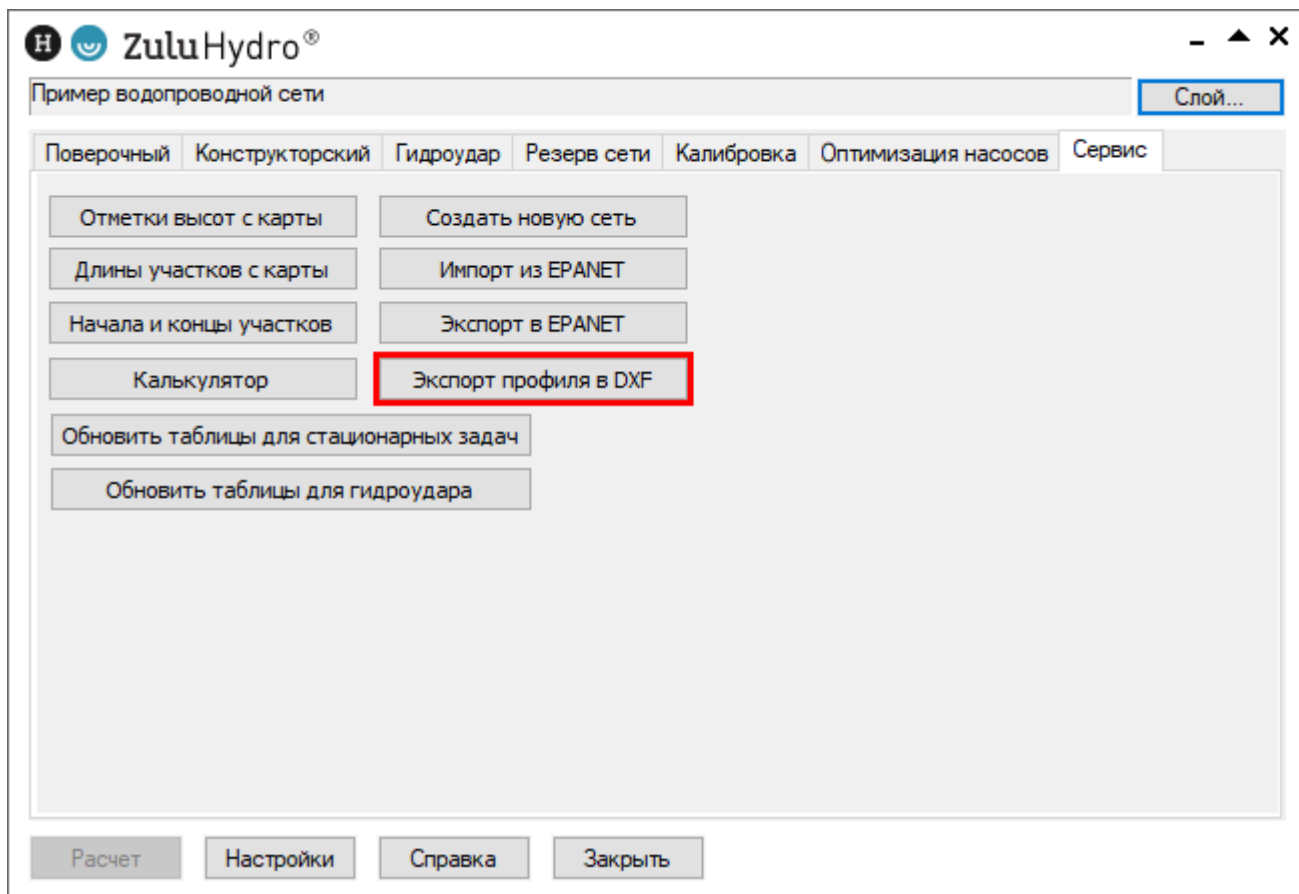 H ZuluHydro®
Пример водопроводной сети Слой...
Поверочный Конструкторский Гидроудар Резерв сети Калибровка Оптимизация насосов Сервис
Отметки высот с карты Создать новую сеть
Длины участков с карты Импорт из EPANET
Начала и концы участков Экспорт в EPANET
Калькулятор Экспорт профиля в DXF
Обновить таблицы для стационарных задач
Обновить таблицы для гидроудара
Расчет Настройки Справка Закрыть